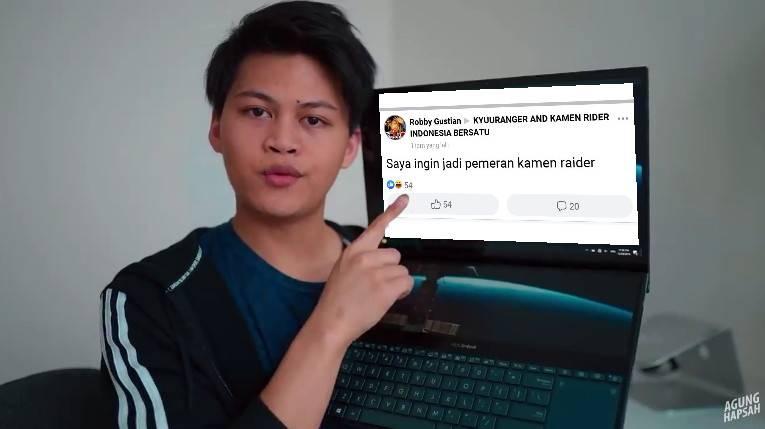 Robby Gustian ▶ KYUURANGER AND KAMEN RIDER
INDONESIA BERSATU
Saya ingin jadi pemeran kamen raider
54
54
20
AGUNG
HAPSAH